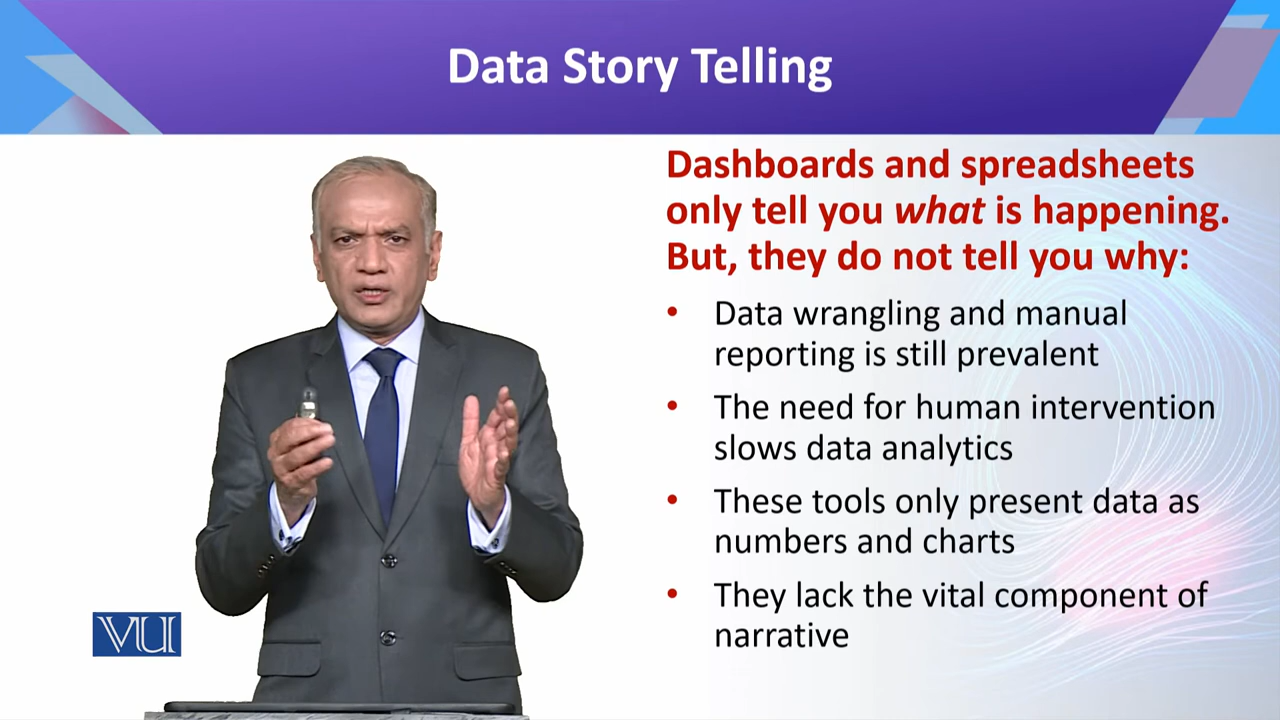 Data Story Telling
Dashboards and spreadsheets
only tell you what is happening.
But, they do not tell you why:
• Data wrangling and manual
reporting is still prevalent
• The need for human intervention
slows data analytics
• These tools only present data as
numbers and charts
• They lack the vital component of
narrative
VU